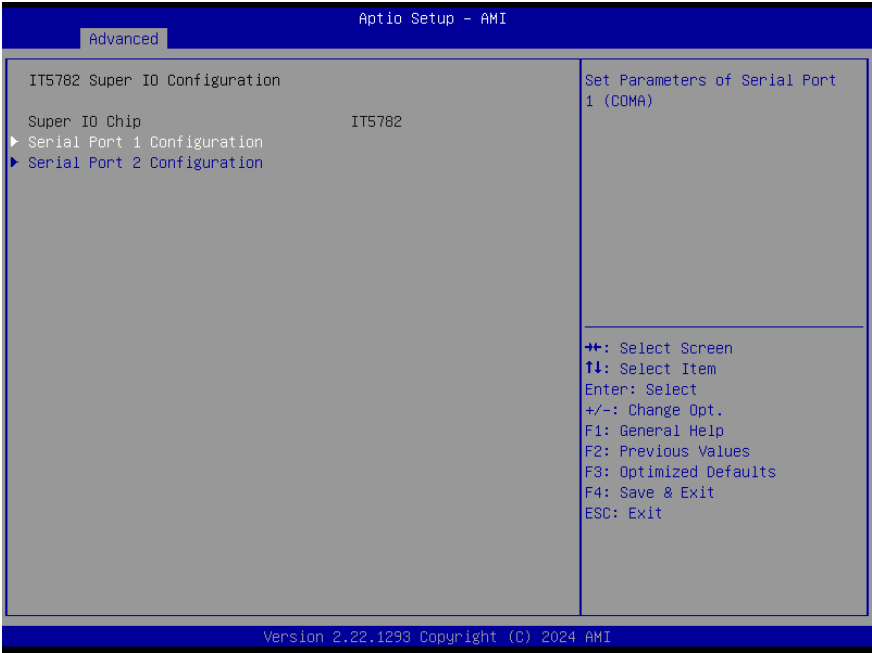 Aptio Setup – AMI
Advanced
IT5782 Super IO Configuration
Super IO Chip IT5782
▶ Serial Port 1 Configuration
▶ Serial Port 2 Configuration
Set Parameters of Serial Port
1 (COMA)
→←: Select Screen
↑↓: Select Item
Enter: Select
+/-: Change Opt.
F1: General Help
F2: Previous Values
F3: Optimized Defaults
F4: Save & Exit
ESC: Exit
Version 2.22.1293 Copyright (C) 2024 AMI